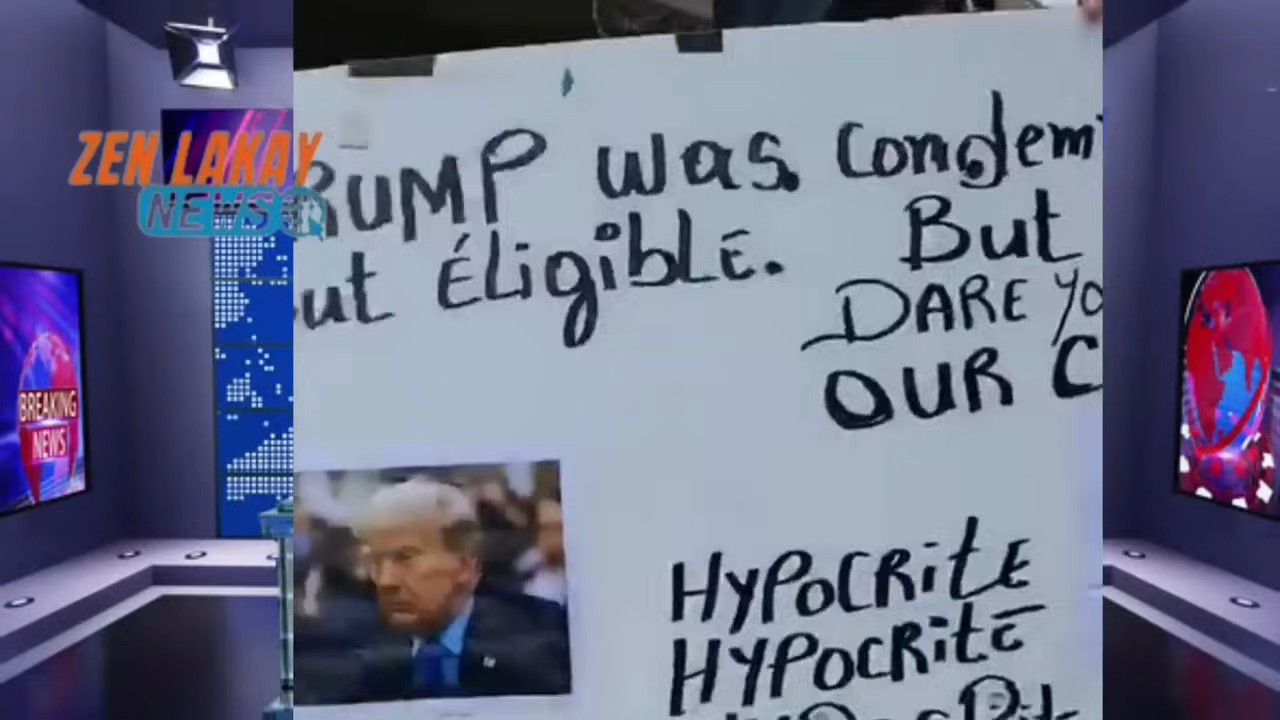 ZEN LAKAY
NEWS
RUMP was. Condem
ut Éligible. But
DARE Yo
OUR C
HYPOCRITE
HYPOCRITE
BREAKING
NEWS